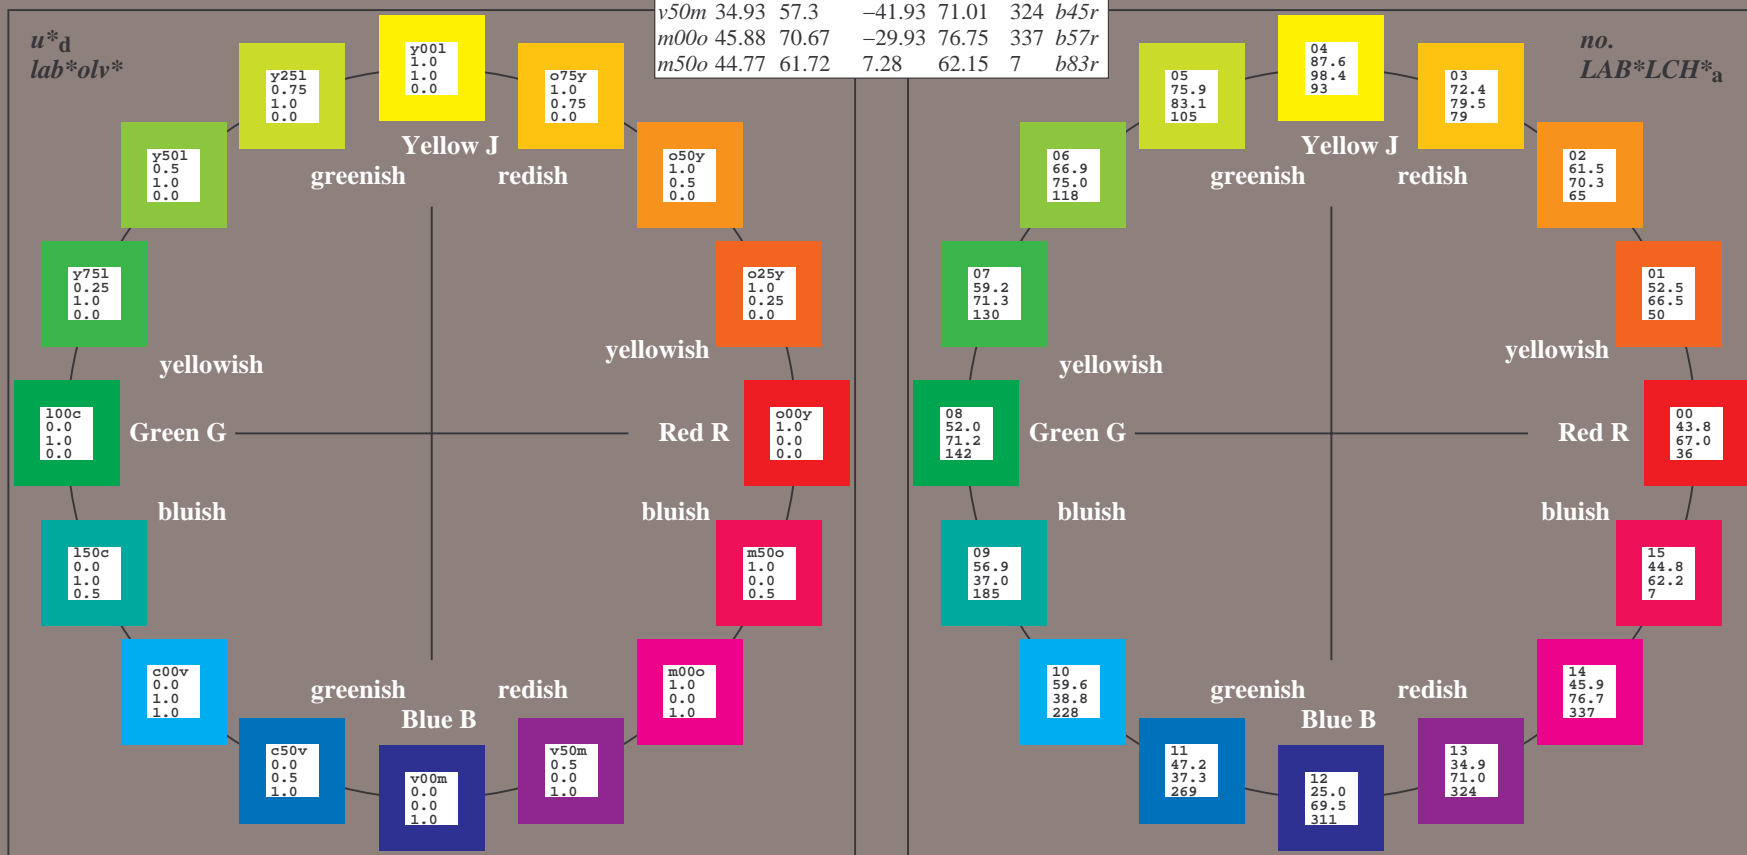 v50m 34.93 57.3 −41.93 71.01 324 b45r
m00o 45.88 70.67 −29.93 76.75 337 b57r
m50o 44.77 61.72 7.28 62.15 7 b83r
u*d
lab*olv*
y00l
1.0
1.0
0.0
y25l
0.75
1.0
0.0
o75y
1.0
0.75
0.0
y50l
0.5
1.0
0.0
o50y
1.0
0.5
0.0
Yellow J
greenish redish
y75l
0.25
1.0
0.0
o25y
1.0
0.25
0.0
yellowish
yellowish
l00c
0.0
1.0
0.0
Green G
Red R
o00y
1.0
0.0
0.0
bluish
bluish
l50c
0.0
1.0
0.5
m50o
1.0
0.0
0.5
c00v
0.0
1.0
1.0
m00o
1.0
0.0
1.0
greenish redish
Blue B
c50v
0.0
0.5
1.0
v00m
0.0
0.0
1.0
v50m
0.5
0.0
1.0
no.
LAB*LCH*a
04
87.6
98.4
93
05
75.9
83.1
105
03
72.4
79.5
79
06
66.9
75.0
118
02
61.5
70.3
65
Yellow J
greenish redish
07
59.2
71.3
130
01
52.5
66.5
50
yellowish
yellowish
08
52.0
71.2
142
Green G
Red R
00
43.8
67.0
36
bluish
bluish
09
56.9
37.0
185
15
44.8
62.2
7
10
59.6
38.8
228
14
45.9
76.7
337
greenish redish
Blue B
11
47.2
37.3
269
12
25.0
69.5
311
13
34.9
71.0
324